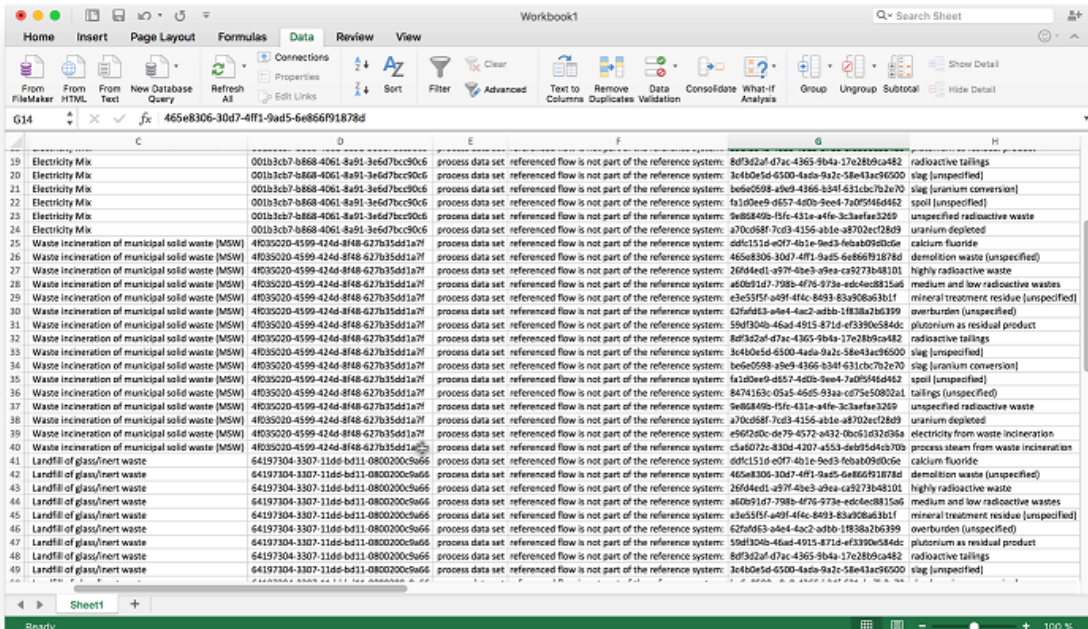 Workbook1
Search Sheet
Home Insert Page Layout Formulas Data Review View
From FileMaker From HTML From Text New Database Query Refresh All Connections Properties Edit Links Sort Filter Clear Advanced Text to Columns Remove Duplicates Data Validation Consolidate What-If Analysis Group Ungroup Subtotal Show Detail Hide Detail
G14 fx 465e8306-30d7-4ff1-9ad5-6e866f91878d
C D E F G H
19 Electricity Mix 001b3cb7-b868-4061-8a91-3e6d7bcc90c6 process data set referenced flow is not part of the reference system: 8df3d2af-d7ac-4365-9b4a-17e28b9ca482 radioactive tailings
20 Electricity Mix 001b3cb7-b868-4061-8a91-3e6d7bcc90c6 process data set referenced flow is not part of the reference system: 3c4b0e5d-6500-4ada-9a2c-58e43ac96500 slag (unspecified)
21 Electricity Mix 001b3cb7-b868-4061-8a91-3e6d7bcc90c6 process data set referenced flow is not part of the reference system: be6e0598-a9e9-4366-b34f-631cbc7b2e70 slag (uranium conversion)
22 Electricity Mix 001b3cb7-b868-4061-8a91-3e6d7bcc90c6 process data set referenced flow is not part of the reference system: fa1d0ee9-d657-4d0b-9ee4-7a0f5f46d462 spoil (unspecified)
23 Electricity Mix 001b3cb7-b868-4061-8a91-3e6d7bcc90c6 process data set referenced flow is not part of the reference system: 9e86849b-f5fc-431e-a4fe-3c3aefae3269 unspecified radioactive waste
24 Electricity Mix 001b3cb7-b868-4061-8a91-3e6d7bcc90c6 process data set referenced flow is not part of the reference system: a70cd68f-7cd3-4156-8e30-a8702ecf28d9 uranium depleted
25 Waste incineration of municipal solid waste (MSW) 4f035020-4599-424d-8f48-627b35dd1a7f process data set referenced flow is not part of the reference system: ddfc151d-e0f7-4b1e-9ed3-febab09d0c6e calcium fluoride
26 Waste incineration of municipal solid waste (MSW) 4f035020-4599-424d-8f48-627b35dd1a7f process data set referenced flow is not part of the reference system: 465e8306-30d7-4ff1-9ad5-6e866f91878d demolition waste (unspecified)
27 Waste incineration of municipal solid waste (MSW) 4f035020-4599-424d-8f48-627b35dd1a7f process data set referenced flow is not part of the reference system: 26fd4ed1-a97f-4be3-a9ea-ca9273b48101 highly radioactive waste
28 Waste incineration of municipal solid waste (MSW) 4f035020-4599-424d-8f48-627b35dd1a7f process data set referenced flow is not part of the reference system: a60b91d7-798b-4f76-973e-edc4ec8815a6 medium and low radioactive wastes
29 Waste incineration of municipal solid waste (MSW) 4f035020-4599-424d-8f48-627b35dd1a7f process data set referenced flow is not part of the reference system: e3e55f5f-a49f-4f4c-8493-83a908a63b1f mineral treatment residue (unspecified)
30 Waste incineration of municipal solid waste (MSW) 4f035020-4599-424d-8f48-627b35dd1a7f process data set referenced flow is not part of the reference system: 62fafd63-a4e4-4ac2-adbb-1f838a2b6399 overburden (unspecified)
31 Waste incineration of municipal solid waste (MSW) 4f035020-4599-424d-8f48-627b35dd1a7f process data set referenced flow is not part of the reference system: 59df304b-46ad-4915-871d-ef3390e584dc plutonium as residual product
32 Waste incineration of municipal solid waste (MSW) 4f035020-4599-424d-8f48-627b35dd1a7f process data set referenced flow is not part of the reference system: 8df3d2af-d7ac-4365-9b4a-17e28b9ca482 radioactive tailings
33 Waste incineration of municipal solid waste (MSW) 4f035020-4599-424d-8f48-627b35dd1a7f process data set referenced flow is not part of the reference system: 3c4b0e5d-6500-4ada-9a2c-58e43ac96500 slag (unspecified)
34 Waste incineration of municipal solid waste (MSW) 4f035020-4599-424d-8f48-627b35dd1a7f process data set referenced flow is not part of the reference system: be6e0598-a9e9-4366-b34f-631cbc7b2e70 slag (uranium conversion)
35 Waste incineration of municipal solid waste (MSW) 4f035020-4599-424d-8f48-627b35dd1a7f process data set referenced flow is not part of the reference system: fa1d0ee9-d657-4d0b-9ee4-7a0f5f46d462 spoil (unspecified)
36 Waste incineration of municipal solid waste (MSW) 4f035020-4599-424d-8f48-627b35dd1a7f process data set referenced flow is not part of the reference system: 8474163c-05a5-46d5-93aa-cd75e50802a1 tailings (unspecified)
37 Waste incineration of municipal solid waste (MSW) 4f035020-4599-424d-8f48-627b35dd1a7f process data set referenced flow is not part of the reference system: 9e86849b-f5fc-431e-a4fe-3c3aefae3269 unspecified radioactive waste
38 Waste incineration of municipal solid waste (MSW) 4f035020-4599-424d-8f48-627b35dd1a7f process data set referenced flow is not part of the reference system: a70cd68f-7cd3-4156-8e30-a8702ecf28d9 uranium depleted
39 Waste incineration of municipal solid waste (MSW) 4f035020-4599-424d-8f48-627b35dd1a7f process data set referenced flow is not part of the reference system: e96f2d0c-de79-4572-a432-0bc61d32d36a electricity from waste incineration
40 Waste incineration of municipal solid waste (MSW) 4f035020-4599-424d-8f48-627b35dd1a7f process data set referenced flow is not part of the reference system: c5a6072c-830d-4207-a553-deb95d4cb70b process steam from waste incineration
41 Landfill of glass/inert waste 64197304-3307-11dd-bd11-0800200c9a66 process data set referenced flow is not part of the reference system: ddfc151d-e0f7-4b1e-9ed3-febab09d0c6e calcium fluoride
42 Landfill of glass/inert waste 64197304-3307-11dd-bd11-0800200c9a66 process data set referenced flow is not part of the reference system: 465e8306-30d7-4ff1-9ad5-6e866f91878d demolition waste (unspecified)
43 Landfill of glass/inert waste 64197304-3307-11dd-bd11-0800200c9a66 process data set referenced flow is not part of the reference system: 26fd4ed1-a97f-4be3-a9ea-ca9273b48101 highly radioactive waste
44 Landfill of glass/inert waste 64197304-3307-11dd-bd11-0800200c9a66 process data set referenced flow is not part of the reference system: a60b91d7-798b-4f76-973e-edc4ec8815a6 medium and low radioactive wastes
45 Landfill of glass/inert waste 64197304-3307-11dd-bd11-0800200c9a66 process data set referenced flow is not part of the reference system: e3e55f5f-a49f-4f4c-8493-83a908a63b1f mineral treatment residue (unspecified)
46 Landfill of glass/inert waste 64197304-3307-11dd-bd11-0800200c9a66 process data set referenced flow is not part of the reference system: 62fafd63-a4e4-4ac2-adbb-1f838a2b6399 overburden (unspecified)
47 Landfill of glass/inert waste 64197304-3307-11dd-bd11-0800200c9a66 process data set referenced flow is not part of the reference system: 59df304b-46ad-4915-871d-ef3390e584dc plutonium as residual product
48 Landfill of glass/inert waste 64197304-3307-11dd-bd11-0800200c9a66 process data set referenced flow is not part of the reference system: 8df3d2af-d7ac-4365-9b4a-17e28b9ca482 radioactive tailings
49 Landfill of glass/inert waste 64197304-3307-11dd-bd11-0800200c9a66 process data set referenced flow is not part of the reference system: 3c4b0e5d-6500-4ada-9a2c-58e43ac96500 slag (unspecified)
Sheet1
Ready 100 %